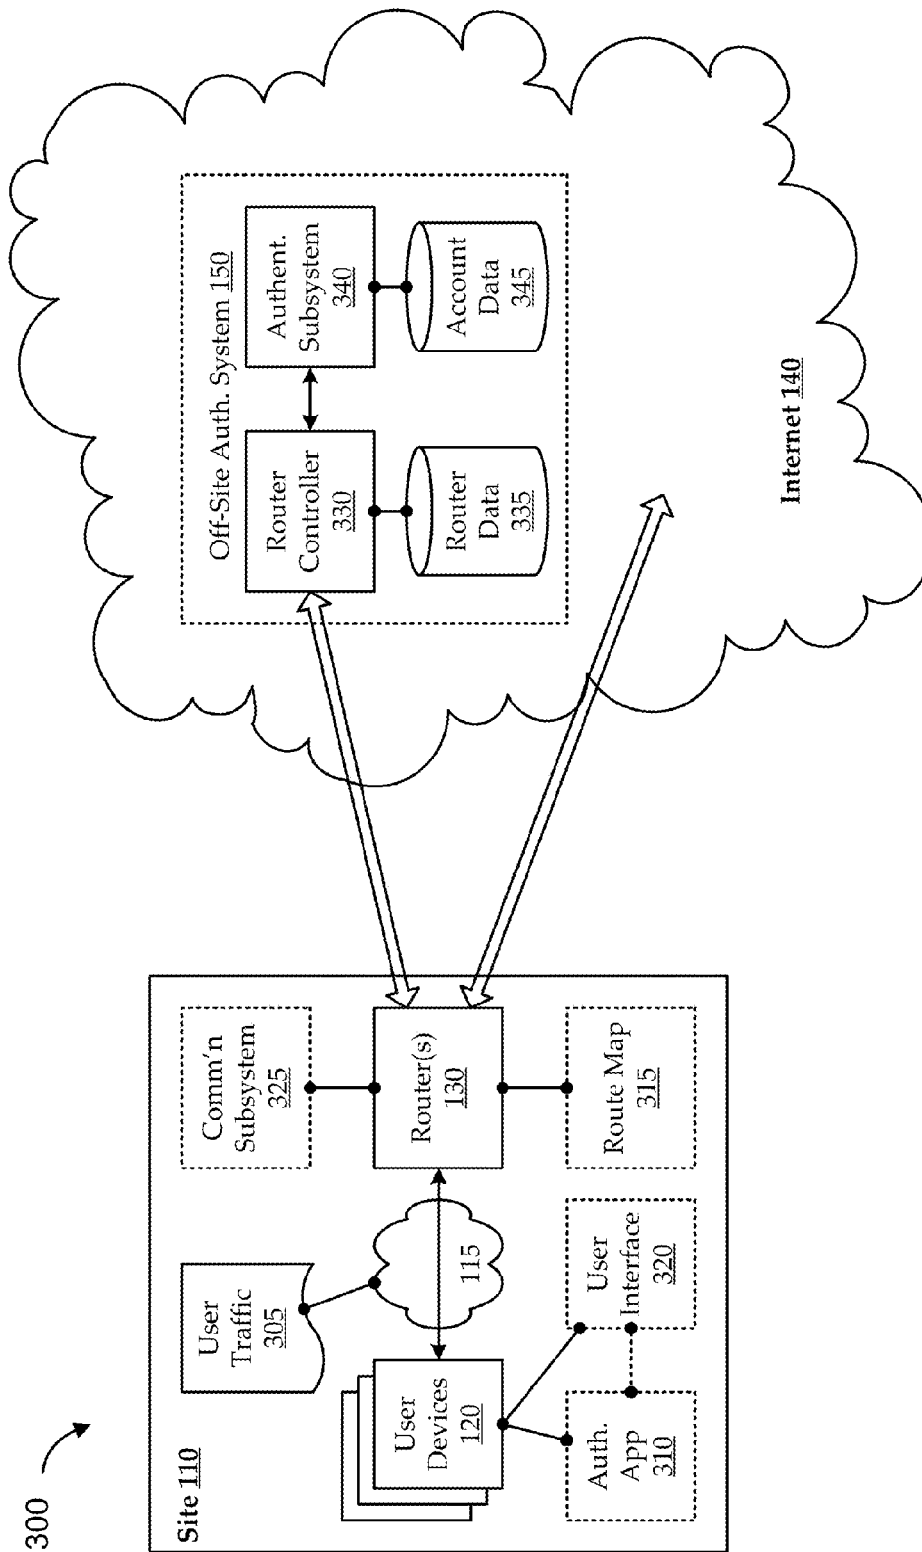 300
Site 110
User
Traffic
305
Comm'n
Subsystem
325
User
Devices
120
115
Router(s)
130
Auth.
App
310
User
Interface
320
Route Map
315
Off-Site Auth. System 150
Router
Controller
330
Authent.
Subsystem
340
Router
Data
335
Account
Data
345
Internet 140